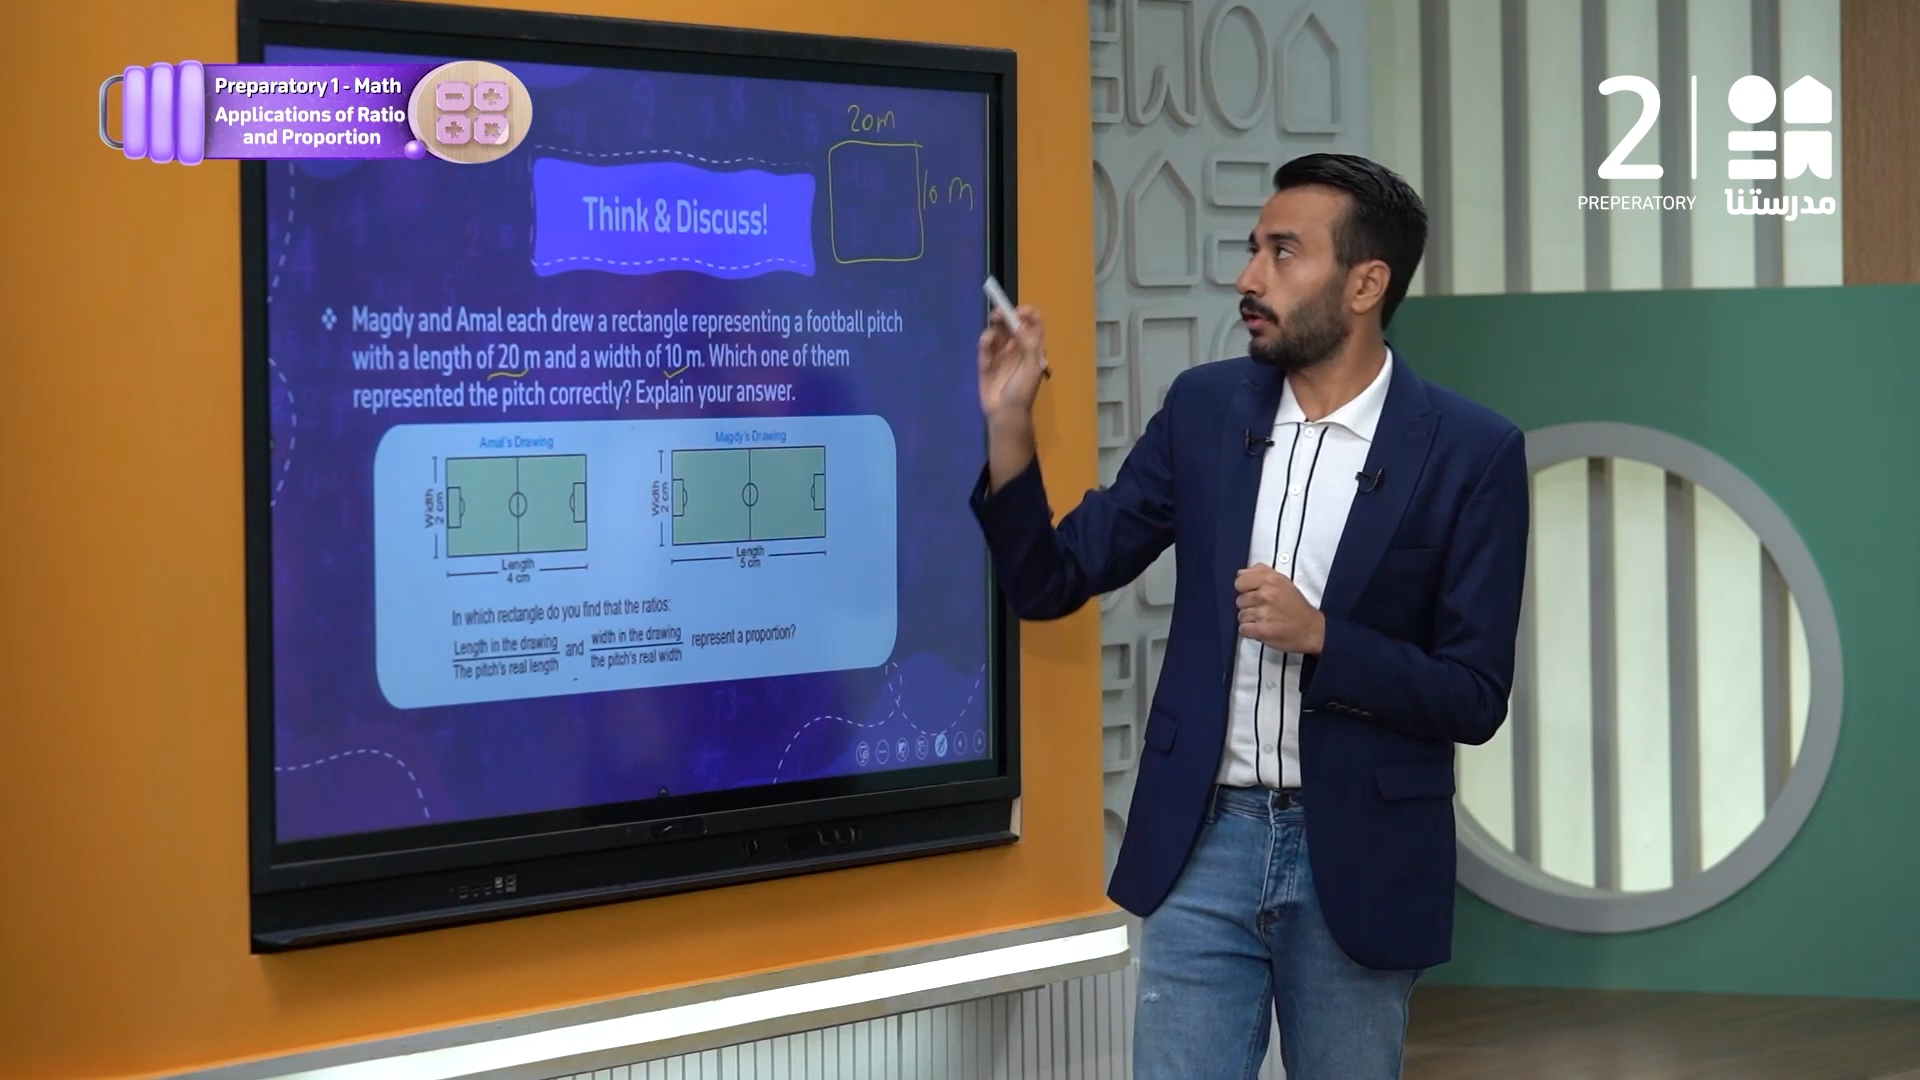 Preparatory 1 - Math
Applications of Ratio
and Proportion
2
PREPERATORY
مدرستنا
20m
10 m
Think & Discuss!
❖ Magdy and Amal each drew a rectangle representing a football pitch
with a length of 20 m and a width of 10 m. Which one of them
represented the pitch correctly? Explain your answer.
Amal's Drawing
Width
2 cm
Length
4 cm
Magdy's Drawing
Width
2 cm
Length
5 cm
In which rectangle do you find that the ratios:
Length in the drawing
The pitch's real length
and
width in the drawing
the pitch's real width
represent a proportion?